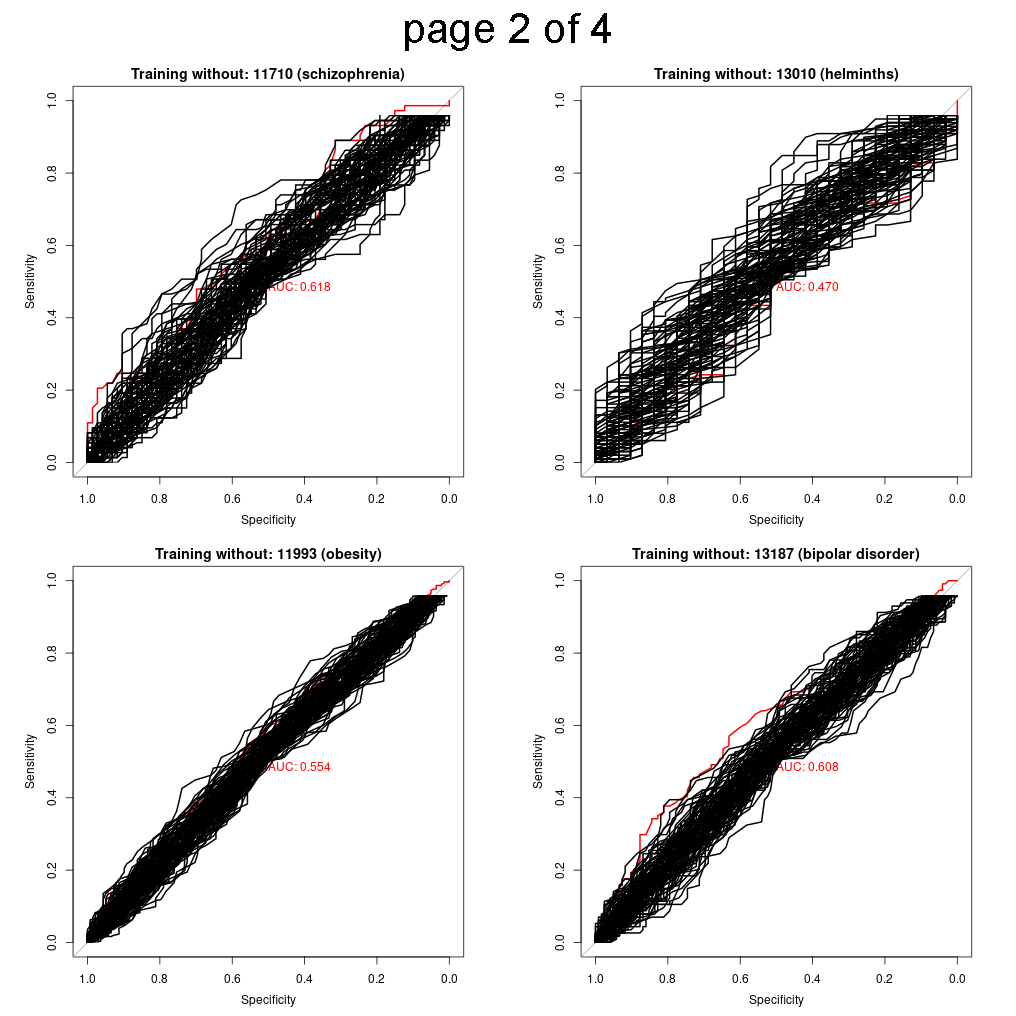 page 2 of 4
Training without: 11710 (schizophrenia)
Sensitivity
1.0
0.8
0.6
0.4
0.2
0.0
AUC: 0.618
1.0 0.8 0.6 0.4 0.2 0.0
Specificity
Training without: 13010 (helminths)
Sensitivity
1.0
0.8
0.6
0.4
0.2
0.0
AUC: 0.470
1.0 0.8 0.6 0.4 0.2 0.0
Specificity
Training without: 11993 (obesity)
Sensitivity
1.0
0.8
0.6
0.4
0.2
0.0
AUC: 0.554
1.0 0.8 0.6 0.4 0.2 0.0
Specificity
Training without: 13187 (bipolar disorder)
Sensitivity
1.0
0.8
0.6
0.4
0.2
0.0
AUC: 0.608
1.0 0.8 0.6 0.4 0.2 0.0
Specificity